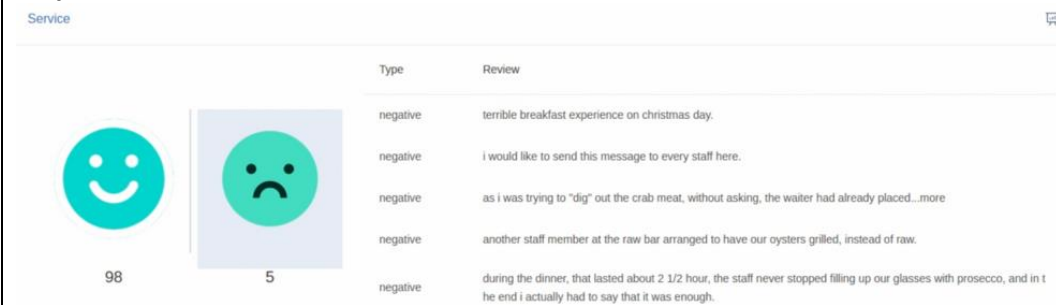 Service
Type Review
negative terrible breakfast experience on christmas day.
negative i would like to send this message to every staff here.
negative as i was trying to "dig" out the crab meat, without asking, the waiter had already placed...more
negative another staff member at the raw bar arranged to have our oysters grilled, instead of raw.
98 5
negative during the dinner, that lasted about 2 1/2 hour, the staff never stopped filling up our glasses with prosecco, and in t
he end i actually had to say that it was enough.